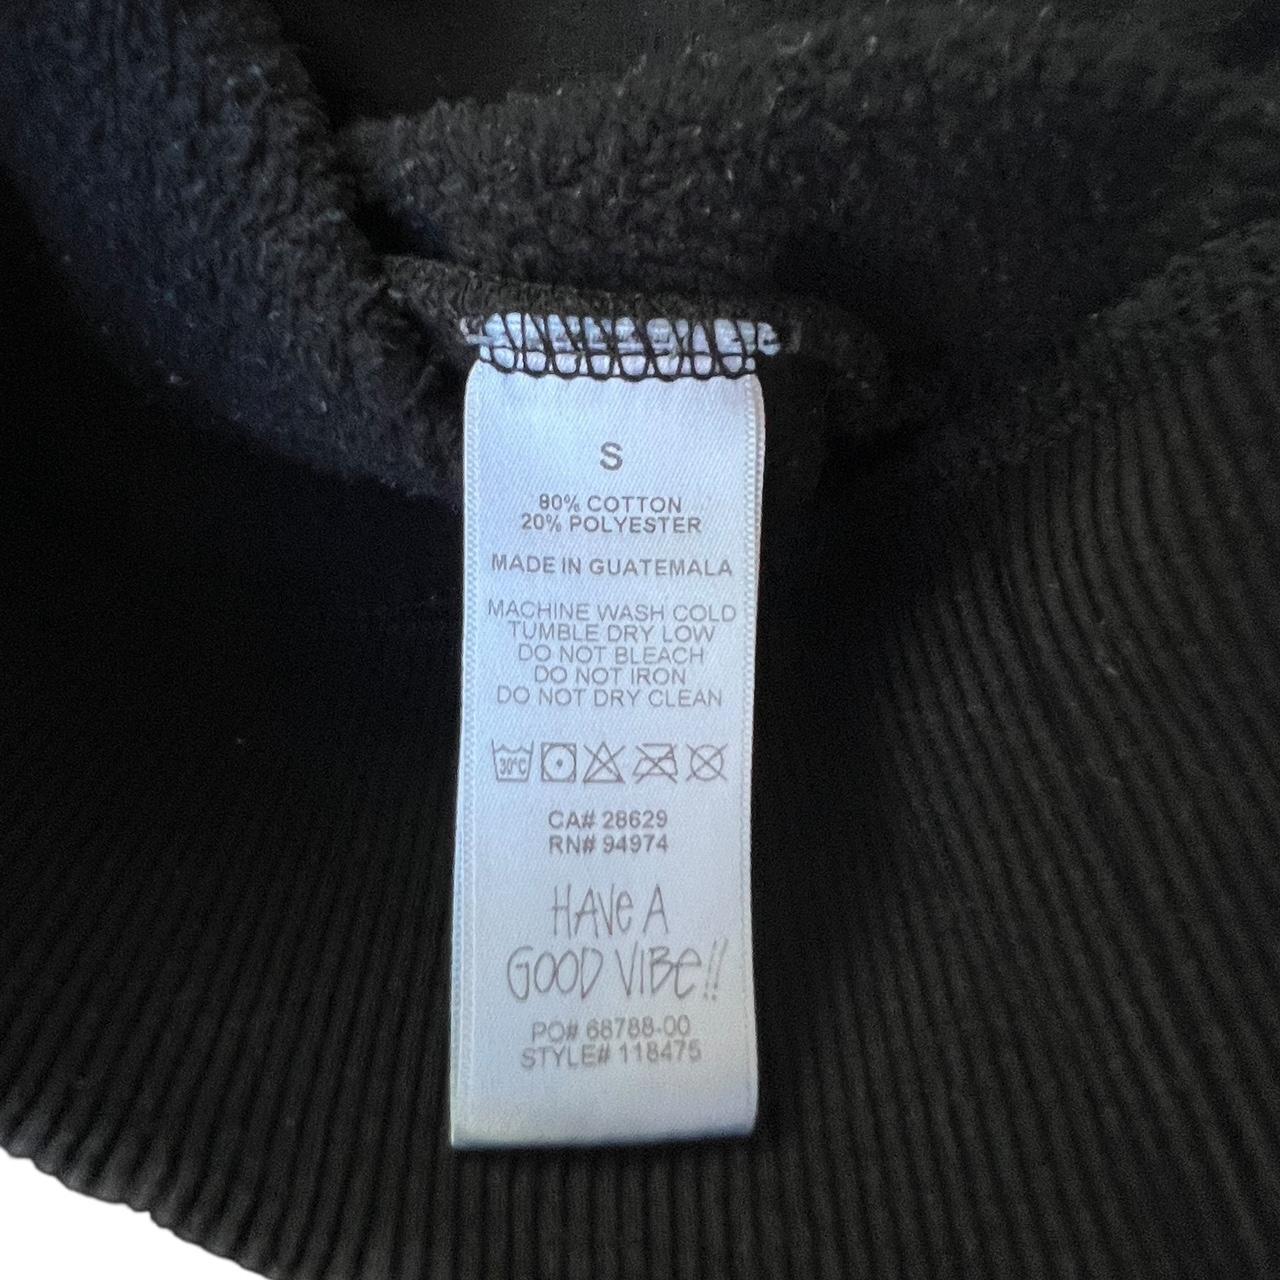 S
80% COTTON
20% POLYESTER
MADE IN GUATEMALA
MACHINE WASH COLD
TUMBLE DRY LOW
DO NOT BLEACH
DO NOT IRON
DO NOT DRY CLEAN
30°C
CA# 28629
RN# 94974
HAVE A
GOOD VIBE!!
PO# 68788-00
STYLE# 118475